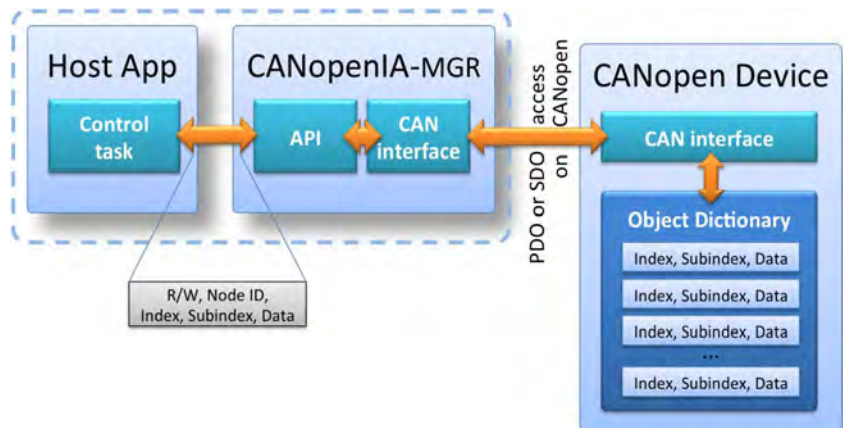 Host App
Control
task
CANopenIA-MGR
API
CAN
interface
R/W, Node ID,
Index, Subindex, Data
PDO or SDO access
on CANopen
CANopen Device
CAN interface
Object Dictionary
Index, Subindex, Data
Index, Subindex, Data
Index, Subindex, Data
...
Index, Subindex, Data